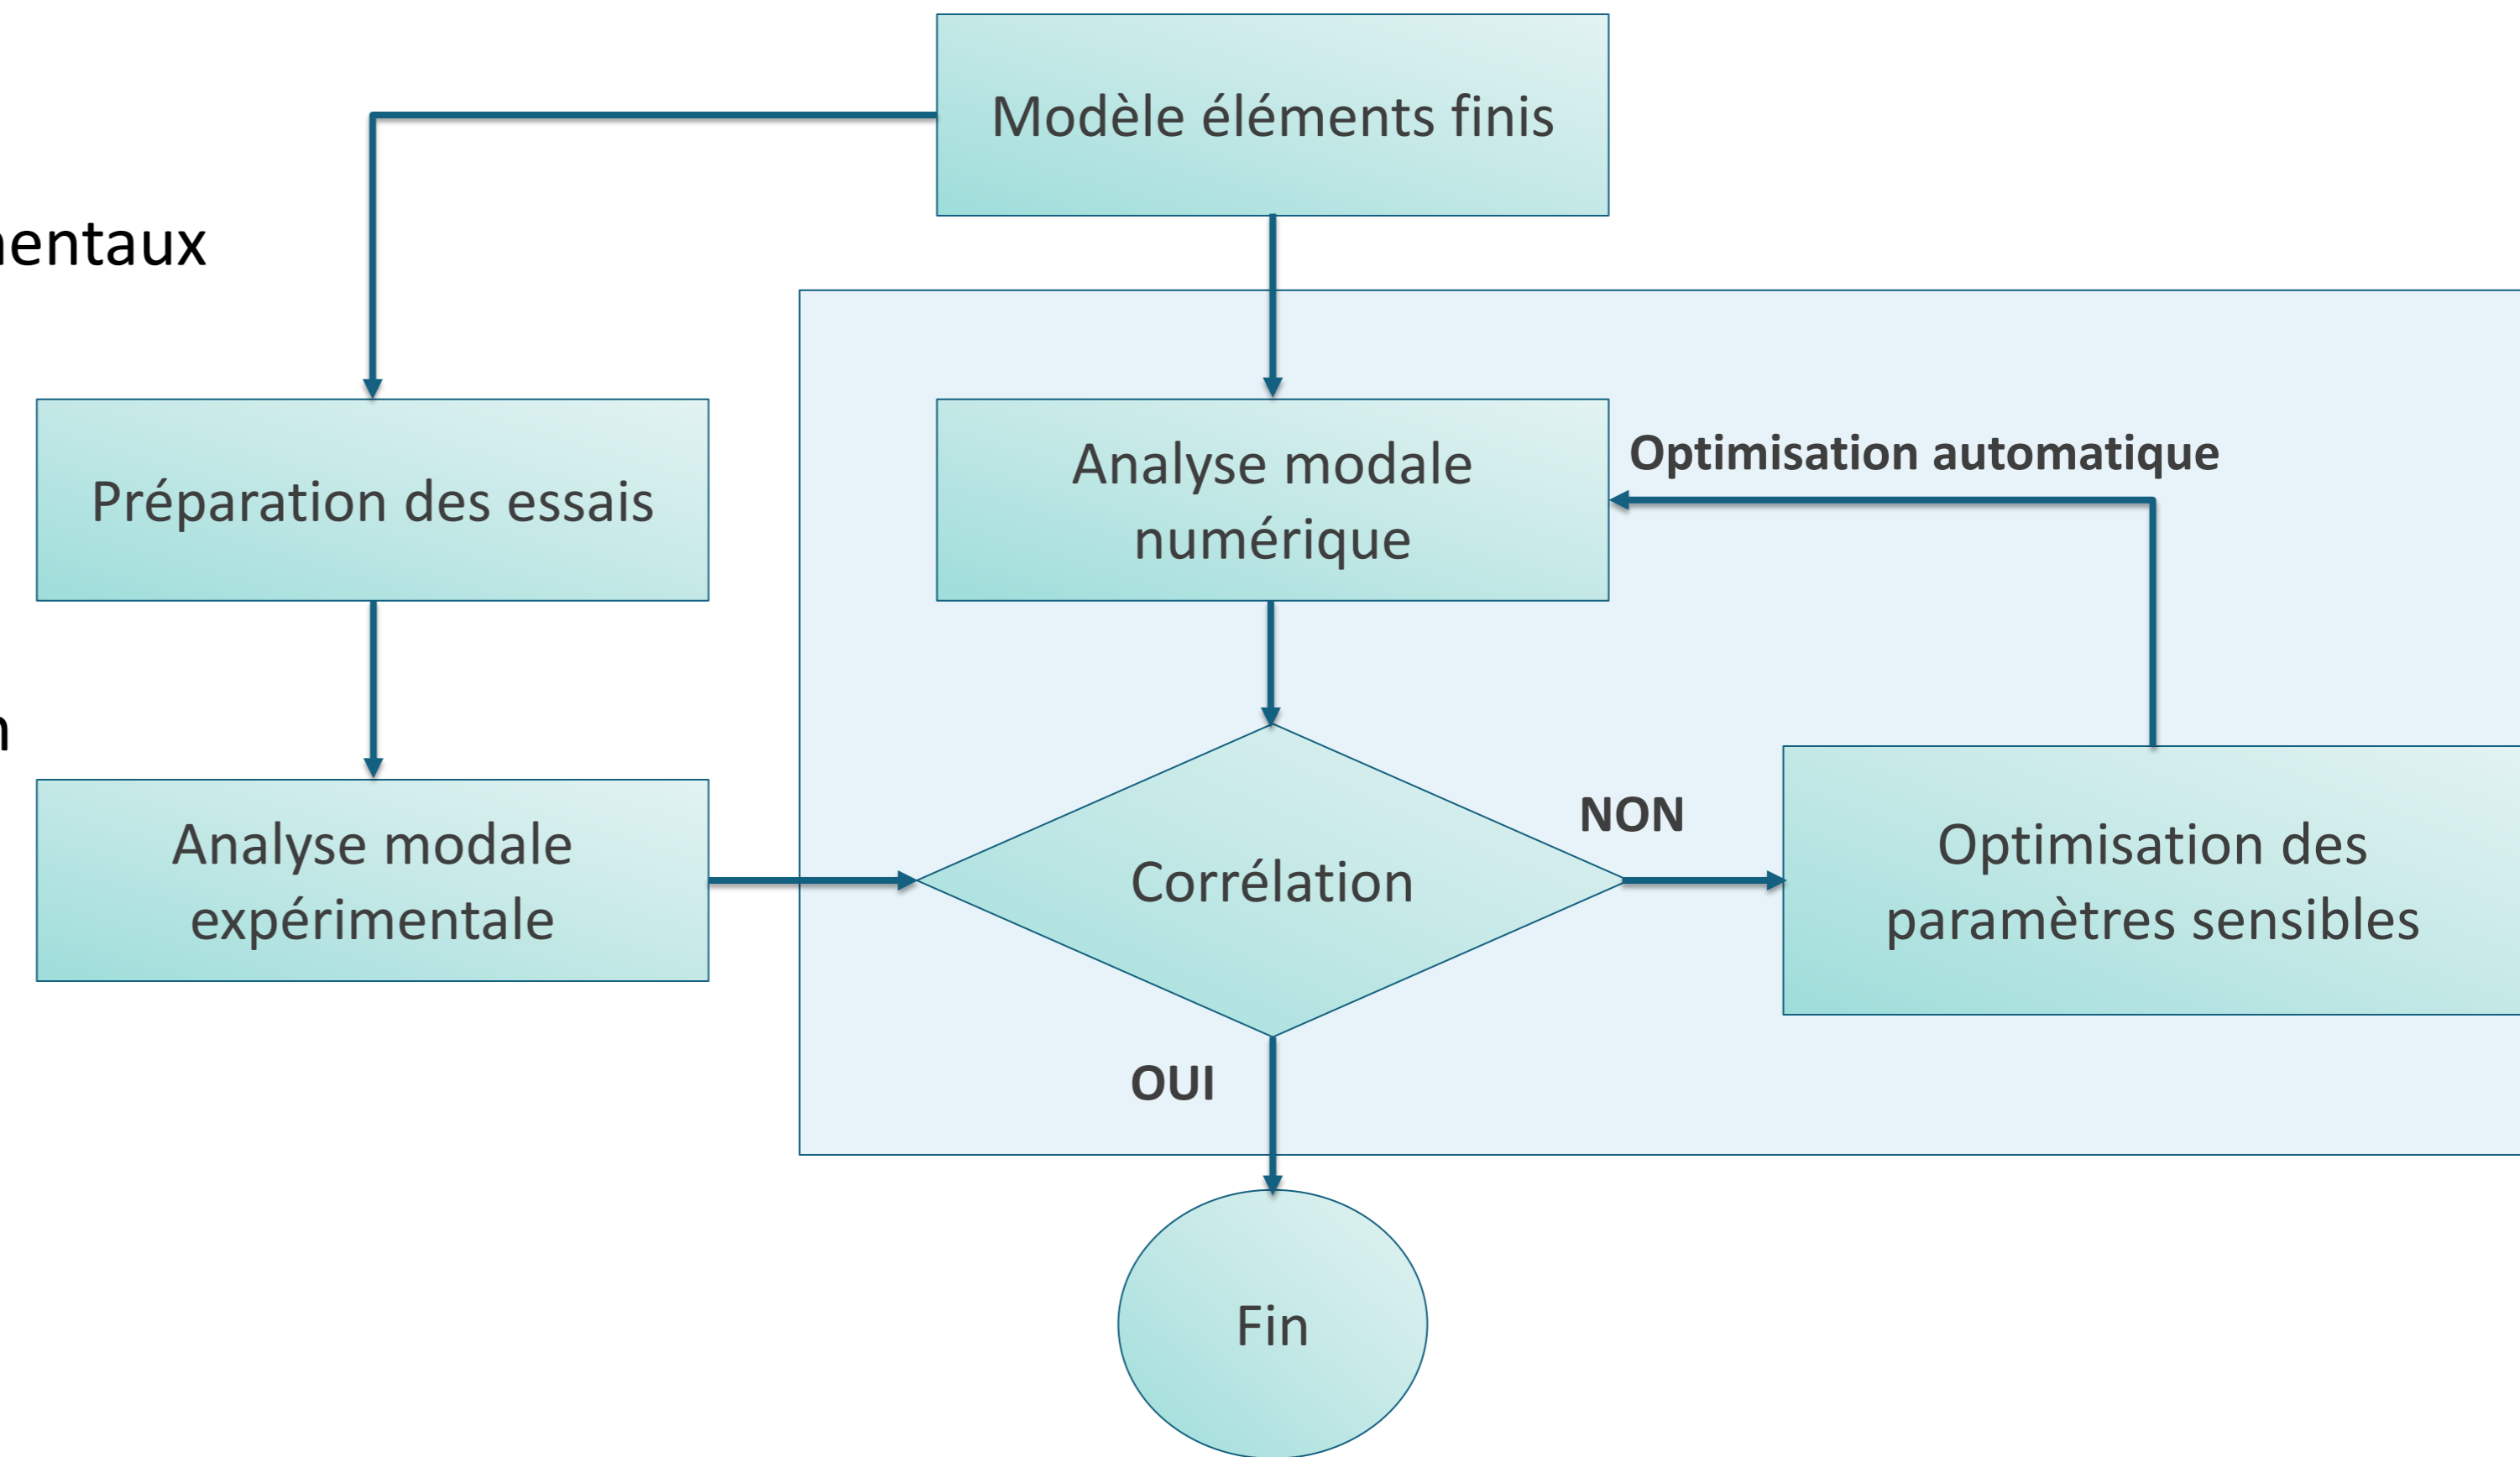 Modèle éléments finis
Préparation des essais
Analyse modale
numérique
Optimisation automatique
Analyse modale
expérimentale
Corrélation
NON
Optimisation des
paramètres sensibles
OUI
Fin